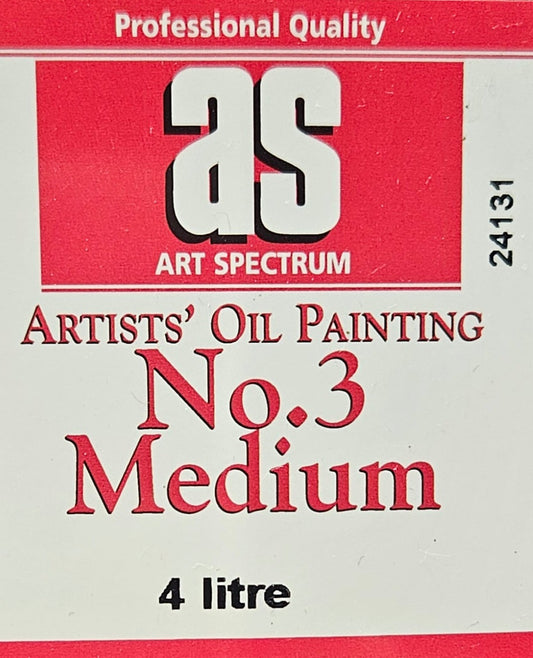 Professional Quality
as
ART SPECTRUM
24131
ARTISTS' OIL PAINTING
No.3
Medium
4 litre